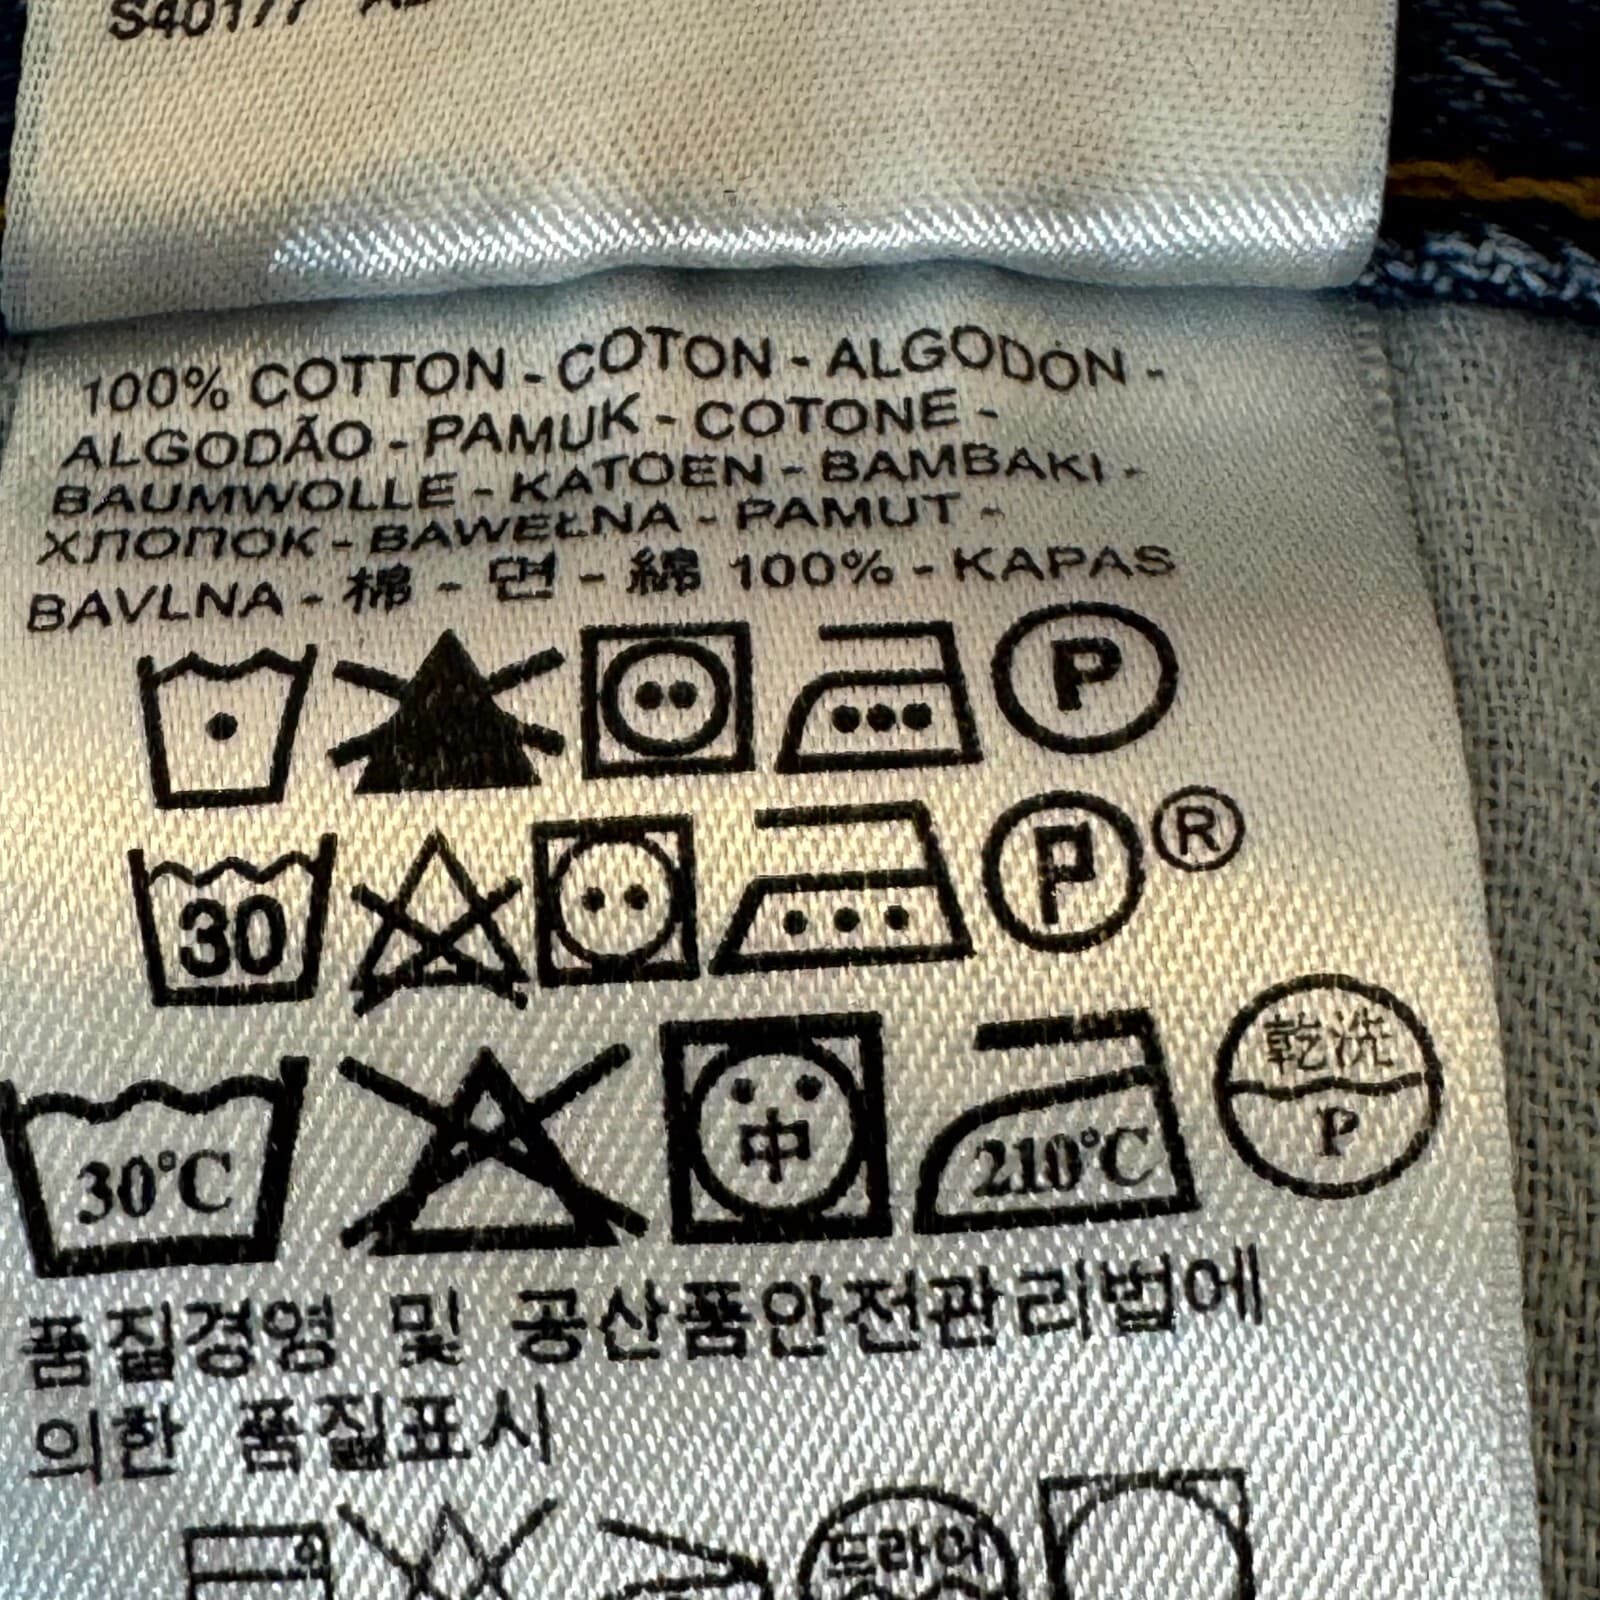 S40177
100% COTTON - COTON - ALGODÓN -
ALGODÃO - PAMUK - COTONE -
BAUMWOLLE - KATOEN - BAMBAKI -
ХЛОПОК - BAWEŁNA - PAMUT -
BAVLNA - 棉 - 면 - 綿 100% - KAPAS
P
30 P ®
30°C 中 210°C 乾洗 P
품질경영 및 공산품안전관리법에
의한 품질표시
드라이